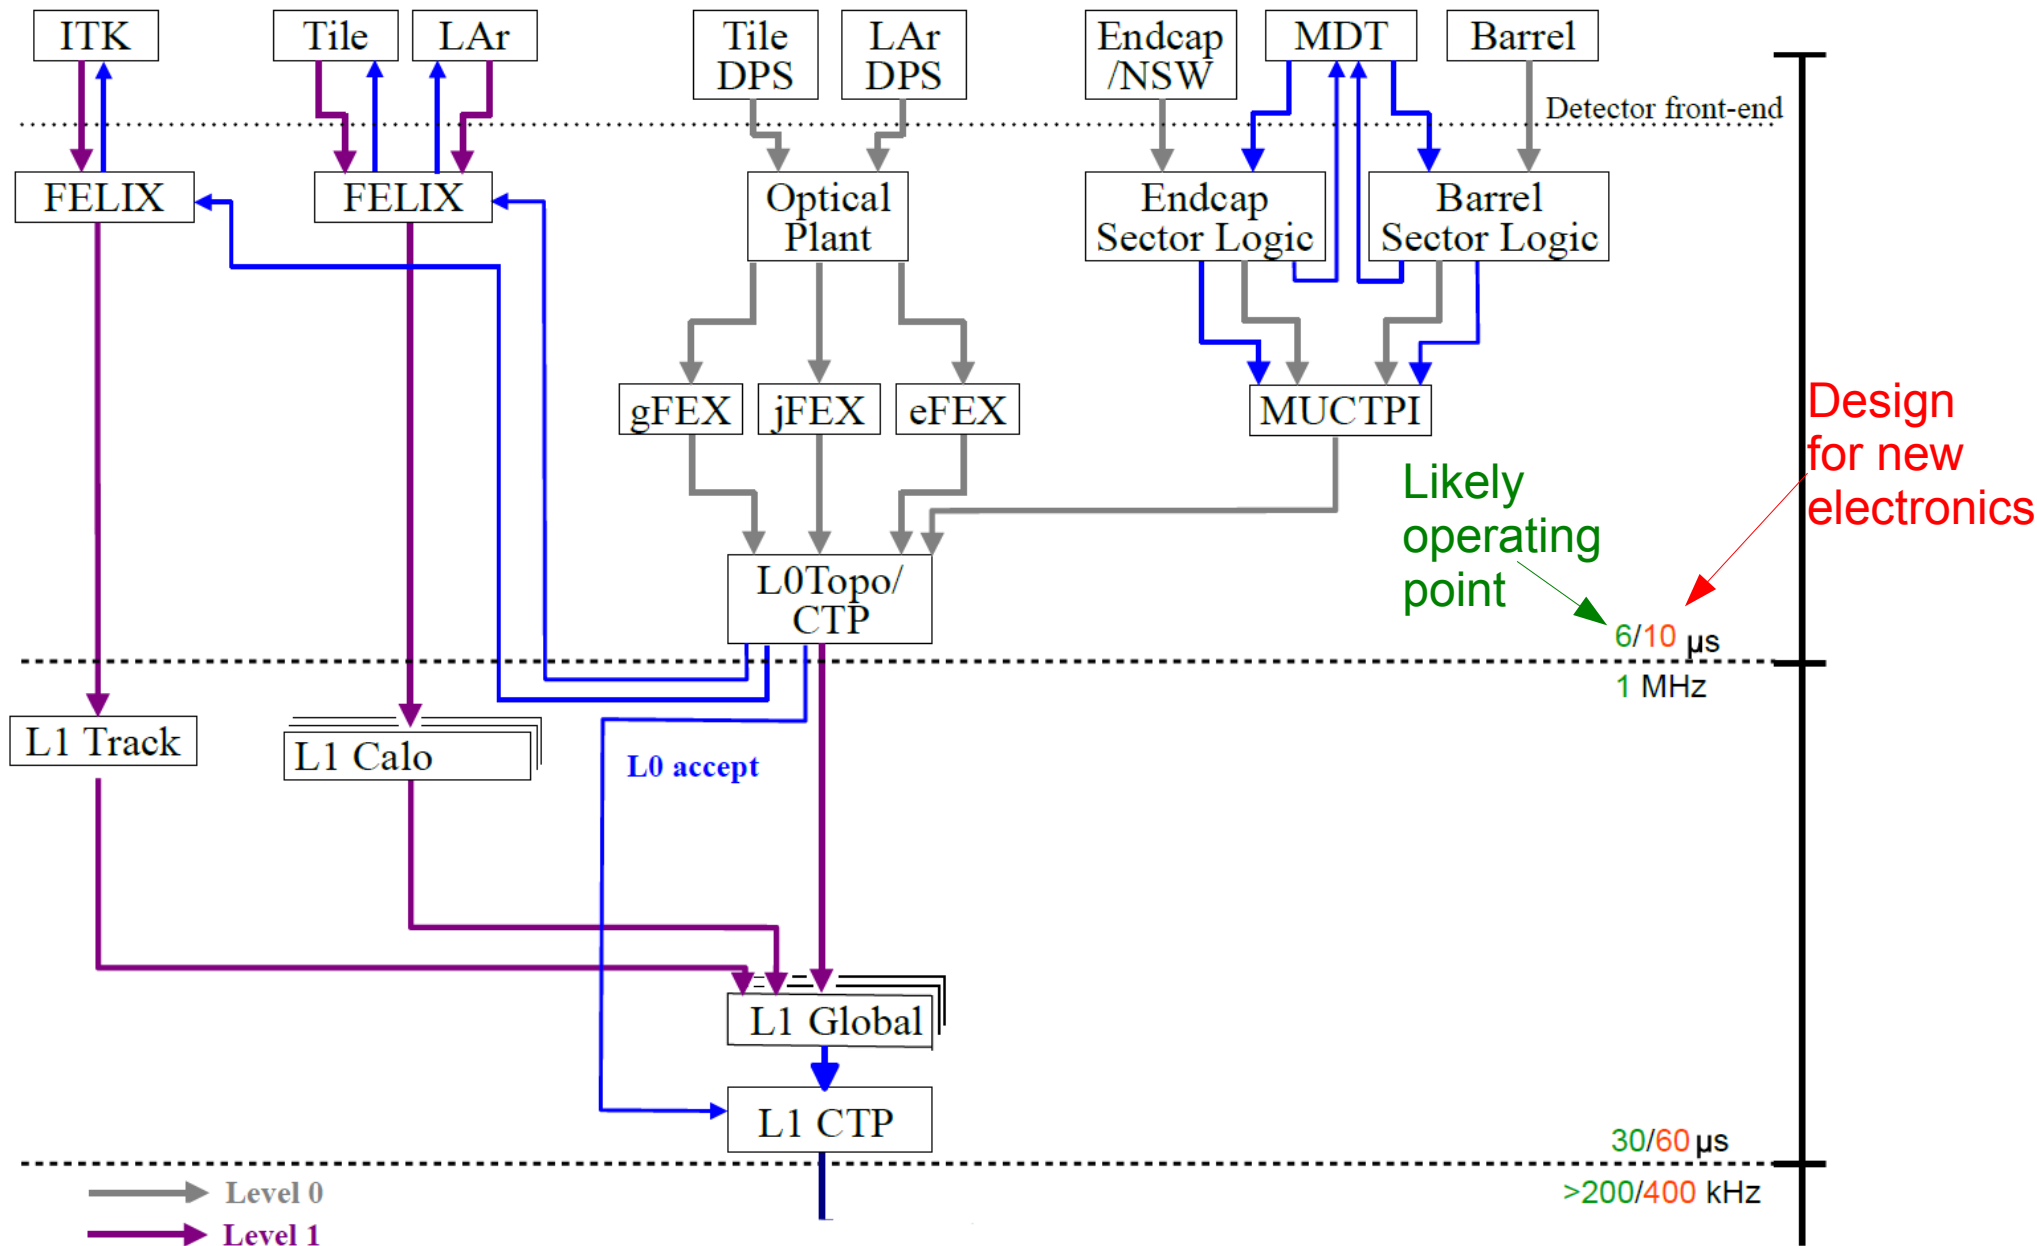 ITK
Tile
LAr
Tile
DPS
LAr
DPS
Endcap
/NSW
MDT
Barrel
Detector front-end
FELIX
FELIX
Optical
Plant
Endcap
Sector Logic
Barrel
Sector Logic
gFEX
jFEX
eFEX
MUCTPI
Design
for new
electronics
Likely
operating
point
L0Topo/
CTP
6/10 µs
1 MHz
L1 Track
L1 Calo
L0 accept
L1 Global
L1 CTP
30/60 µs
>200/400 kHz
Level 0
Level 1